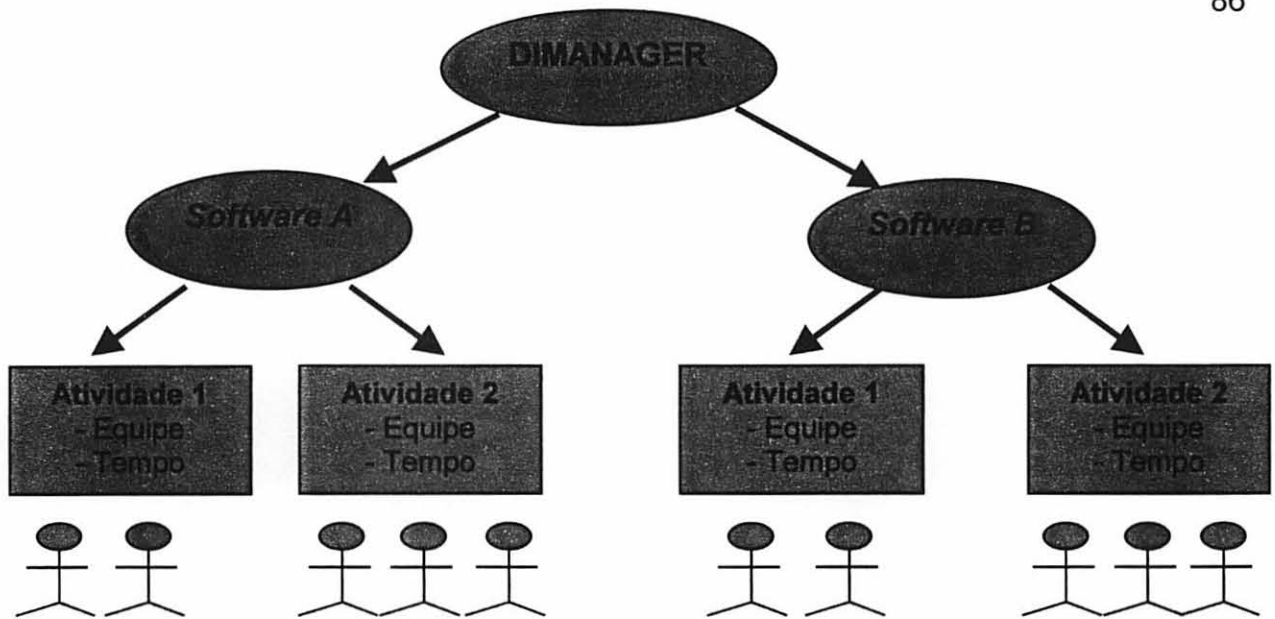 86
DIMANAGER
Software A
Software B
Atividade 1
- Equipe
- Tempo
Atividade 2
- Equipe
- Tempo
Atividade 1
- Equipe
- Tempo
Atividade 2
- Equipe
- Tempo